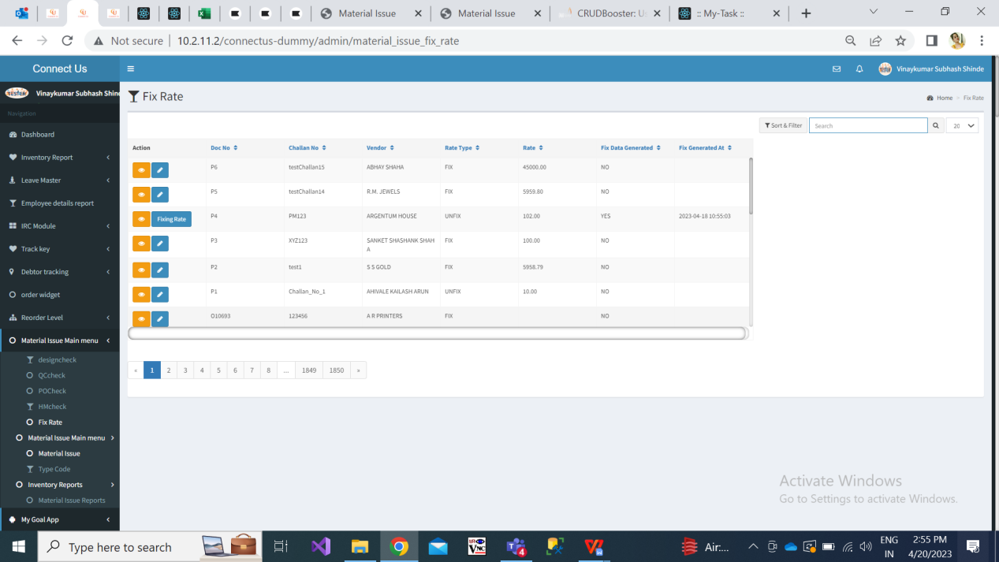 Material Issue
Material Issue
CRUDBooster: U
:: My-Task ::
Not secure
10.2.11.2/connectus-dummy/admin/material_issue_fix_rate
Connect Us
Vinaykumar Subhash Shinde
TESTER
Vinaykumar Subhash Shind
Navigation
Dashboard
Inventory Report
Leave Master
Employee details report
IRC Module
Track key
Debtor tracking
order widget
Reorder Level
Material Issue Main menu
designcheck
QCcheck
POCheck
HMcheck
Fix Rate
Material Issue Main menu
Material Issue
Type Code
Inventory Reports
Material Issue Reports
My Goal App
Fix Rate
Home > Fix Rate
Sort & Filter
Search
20
Action Doc No Challan No Vendor Rate Type Rate Fix Data Generated Fix Generated At
P6 testChallan15 ABHAY SHAHA FIX 45000.00 NO
P5 testChallan14 R.M. JEWELS FIX 5959.80 NO
Fixing Rate P4 PM123 ARGENTUM HOUSE UNFIX 102.00 YES 2023-04-18 10:55:03
P3 XYZ123 SANKET SHASHANK SHAH FIX 100.00 NO
A
P2 test1 S S GOLD FIX 5958.79 NO
P1 Challan_No_1 AHIVALE KAILASH ARUN UNFIX 10.00 NO
O10693 123456 A R PRINTERS FIX NO
« 1 2 3 4 5 6 7 8 ... 1849 1850 »
Activate Windows
Go to Settings to activate Windows.
Type here to search
VNC
4
Air:...
ENG
IN
2:55 PM
4/20/2023